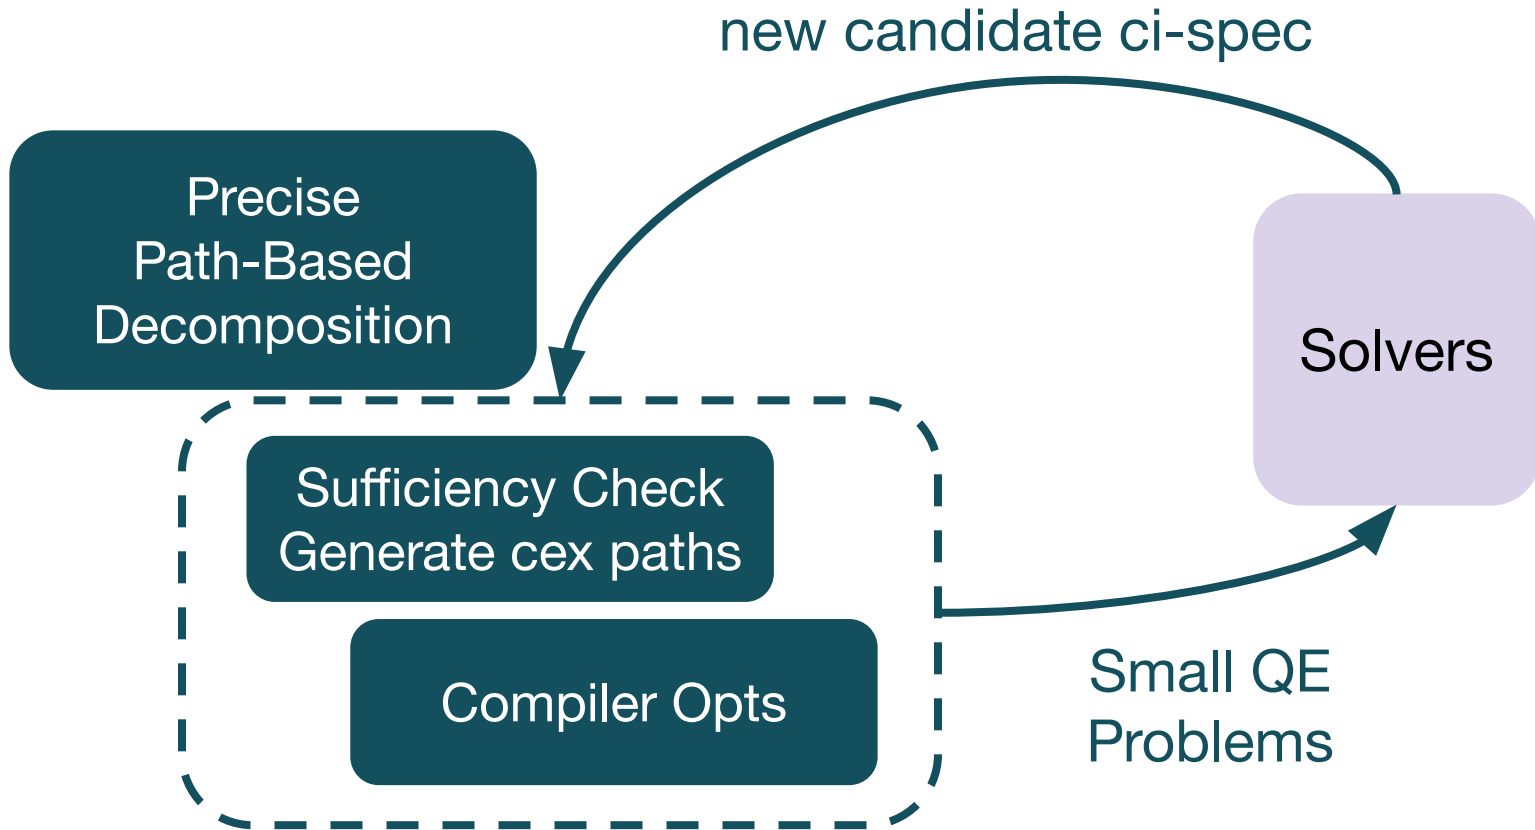 new candidate ci-spec
Precise
Path-Based
Decomposition
Solvers
Sufficiency Check
Generate cex paths
Compiler Opts
Small QE
Problems